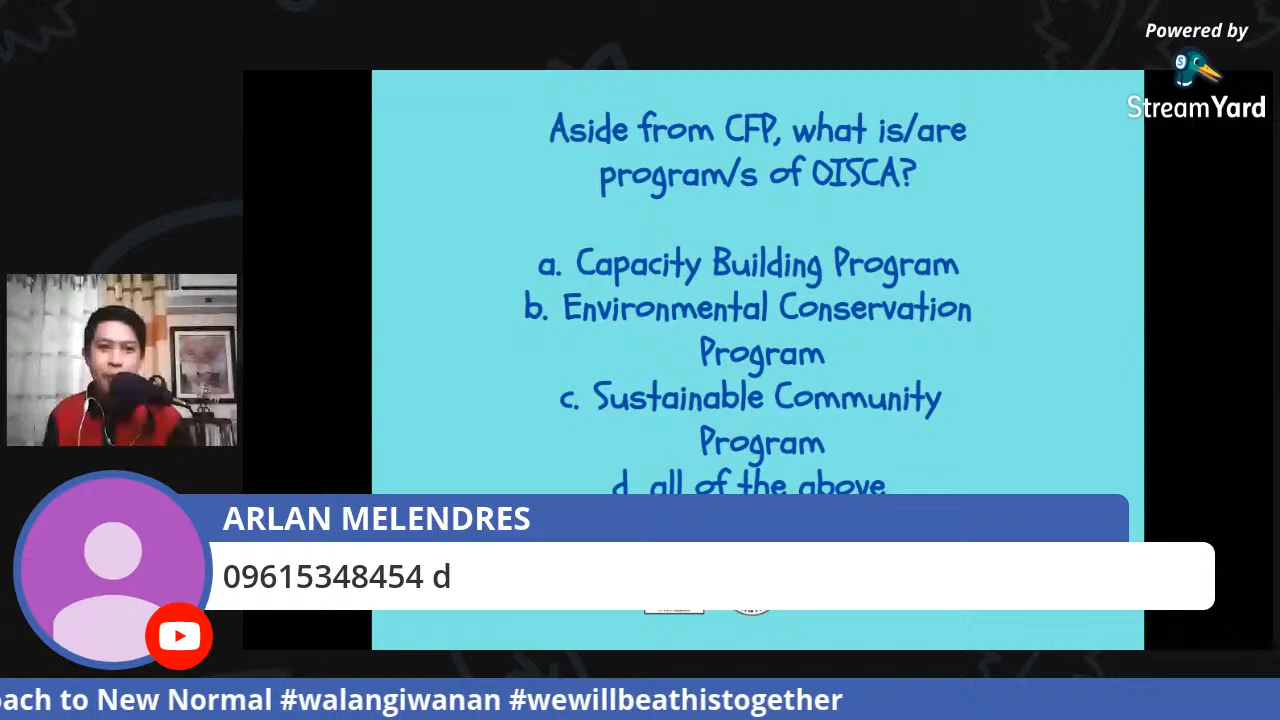 Powered by
StreamYard
Aside from CFP, what is/are
program/s of OISCA?
a. Capacity Building Program
b. Environmental Conservation
Program
c. Sustainable Community
Program
d. all of the above
ARLAN MELENDRES
09615348454 d
oach to New Normal #walangiwanan #wewillbeathistogether